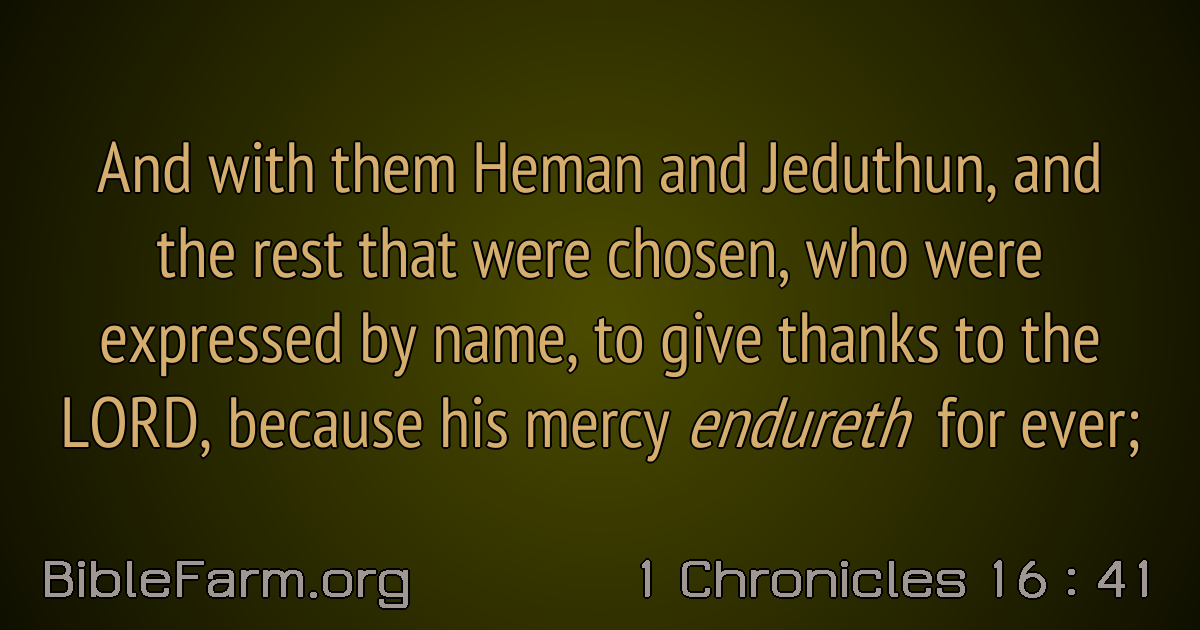 And with them Heman and Jeduthun, and
the rest that were chosen, who were
expressed by name, to give thanks to the
LORD, because his mercy endureth for ever;
BibleFarm.org
1 Chronicles 16 : 41